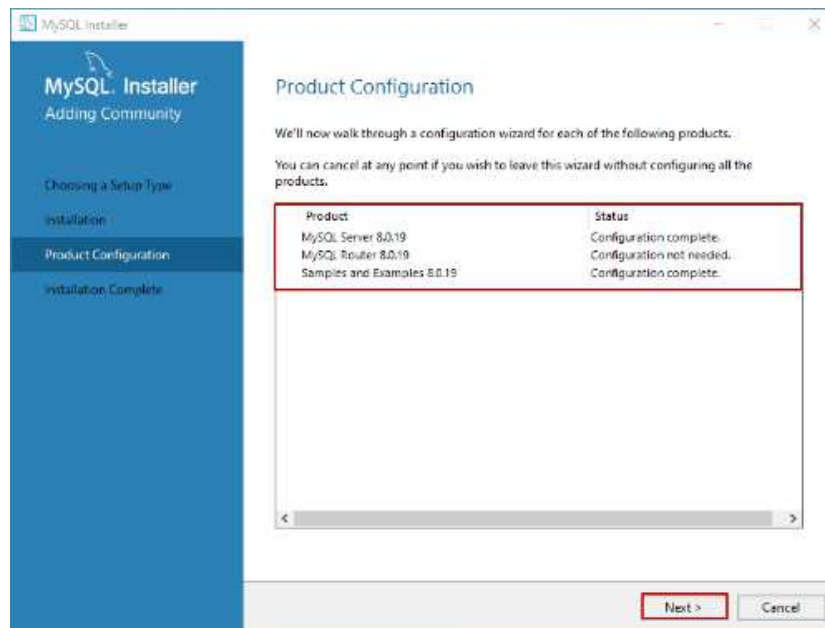 MySQL Installer
MySQL. Installer
Adding Community
Choosing a Setup Type
Installation
Product Configuration
Installation Complete
Product Configuration
We'll now walk through a configuration wizard for each of the following products.
You can cancel at any point if you wish to leave this wizard without configuring all the
products.
Product Status
MySQL Server 8.0.19 Configuration complete.
MySQL Router 8.0.19 Configuration not needed.
Samples and Examples 8.0.19 Configuration complete.
Next >
Cancel